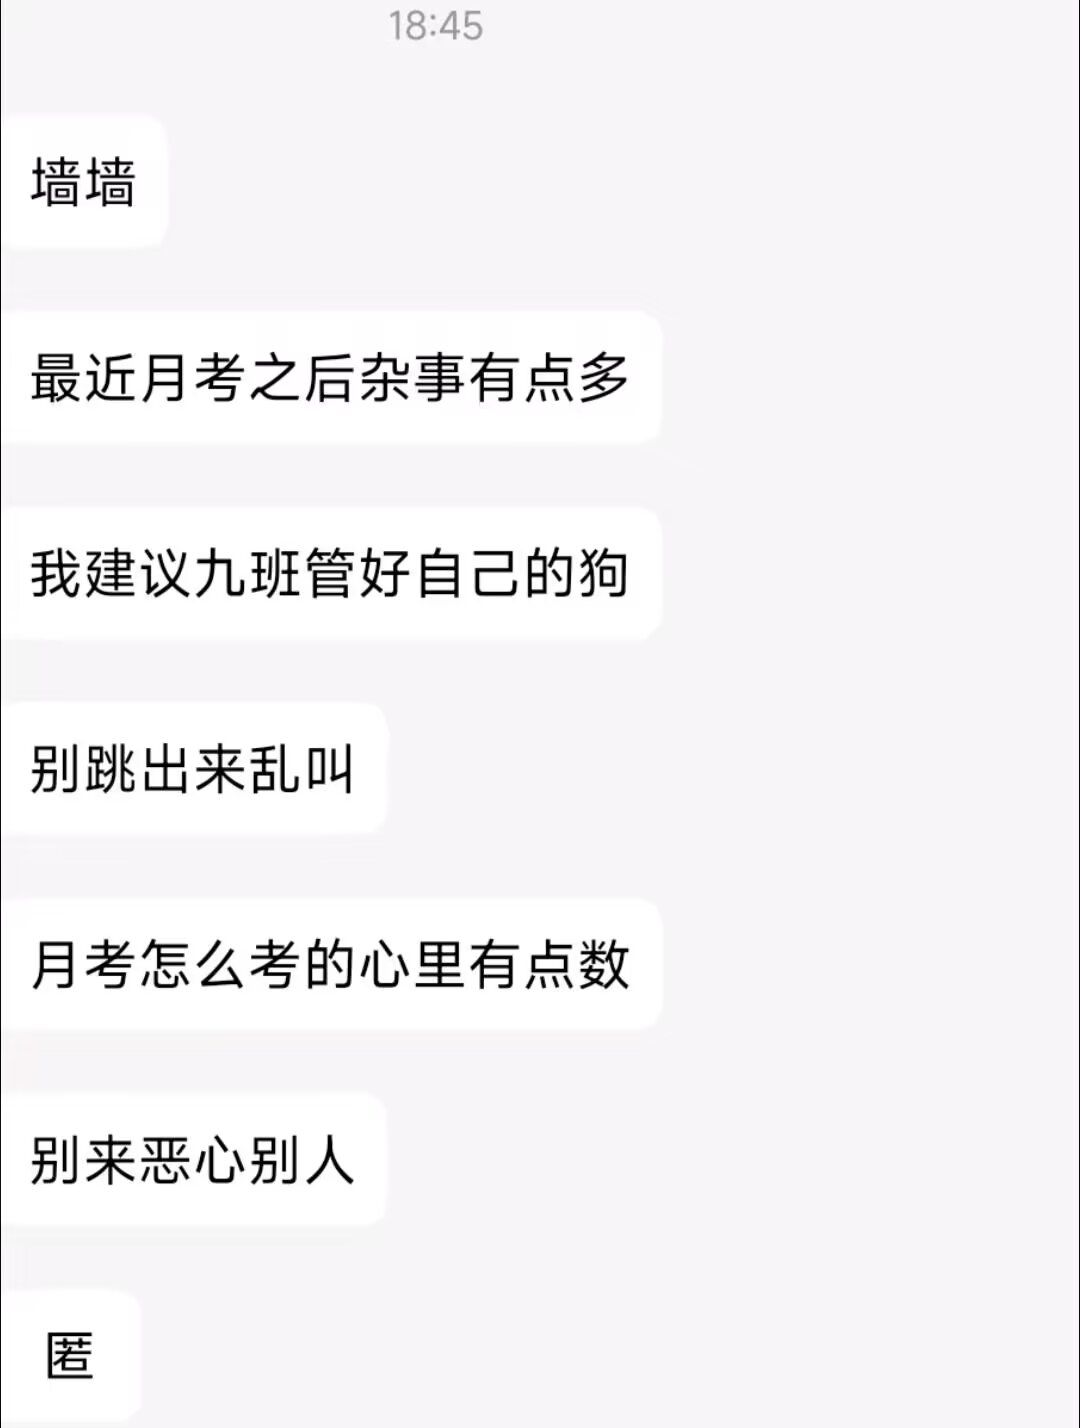 18:45
墙墙
最近月考之后杂事有点多
我建议九班管好自己的狗
别跳出来乱叫
月考怎么考的心里有点数
别来恶心别人
匿